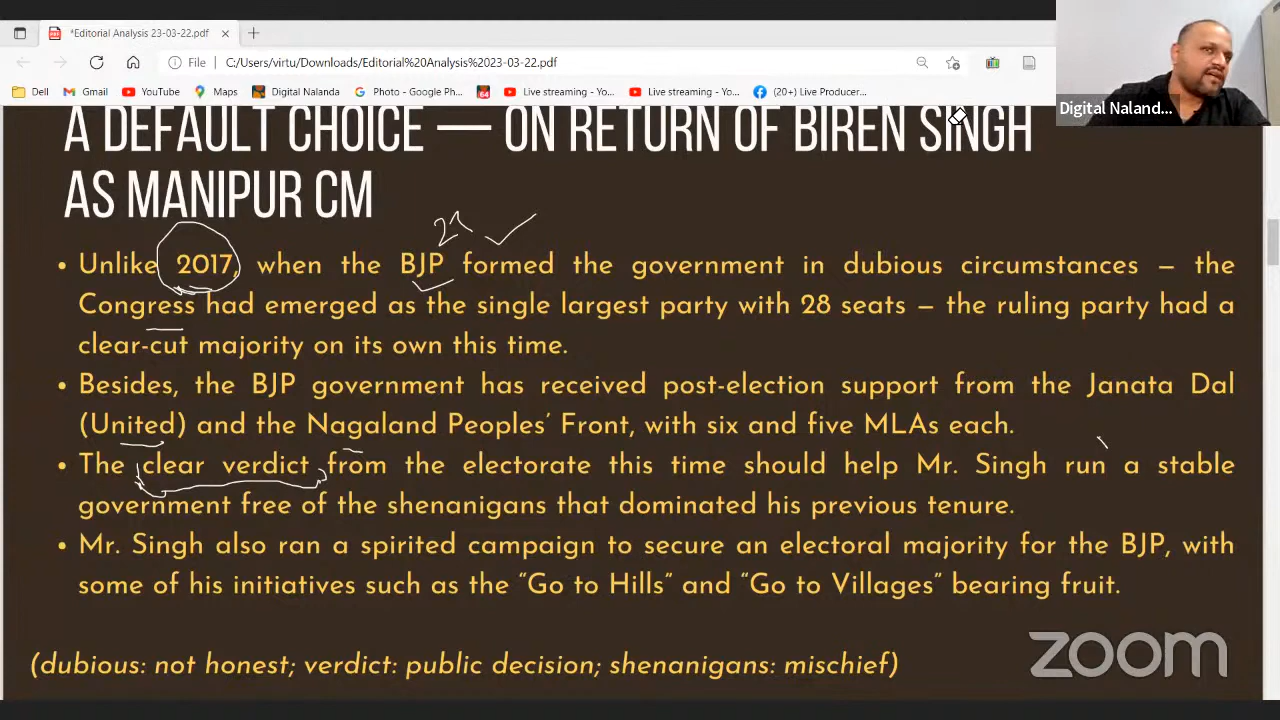 *Editorial Analysis 23-03-22.pdf
File C:/Users/virtu/Downloads/Editorial%20Analysis%2023-03-22.pdf
Dell Gmail YouTube Maps Digital Nalanda Photo - Google Ph... 64 Live streaming - Yo... Live streaming - Yo... (20+) Live Producer...
Digital Naland...
A DEFAULT CHOICE — ON RETURN OF BIREN SINGH
AS MANIPUR CM
• Unlike 2017, when the BJP formed the government in dubious circumstances – the
Congress had emerged as the single largest party with 28 seats – the ruling party had a
clear-cut majority on its own this time.
• Besides, the BJP government has received post-election support from the Janata Dal
(United) and the Nagaland Peoples’ Front, with six and five MLAs each.
• The clear verdict from the electorate this time should help Mr. Singh run a stable
government free of the shenanigans that dominated his previous tenure.
• Mr. Singh also ran a spirited campaign to secure an electoral majority for the BJP, with
some of his initiatives such as the “Go to Hills” and “Go to Villages” bearing fruit.
(dubious: not honest; verdict: public decision; shenanigans: mischief)
zoom